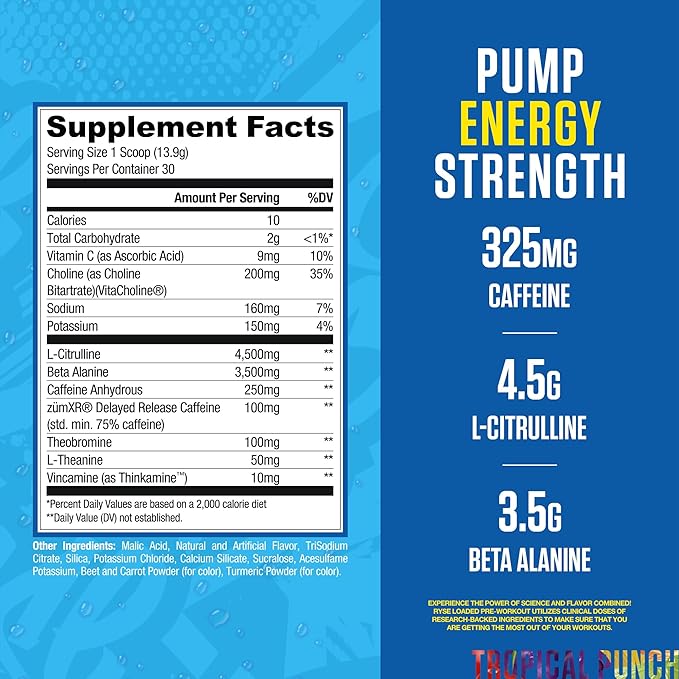 Supplement Facts
Serving Size 1 Scoop (13.9g)
Servings Per Container 30
Amount Per Serving %DV
Calories 10
Total Carbohydrate 2g <1%*
Vitamin C (as Ascorbic Acid) 9mg 10%
Choline (as Choline 200mg 35%
Bitartrate)(VitaCholine®)
Sodium 160mg 7%
Potassium 150mg 4%
L-Citrulline 4,500mg **
Beta Alanine 3,500mg **
Caffeine Anhydrous 250mg **
zümXR® Delayed Release Caffeine 100mg **
(std. min. 75% caffeine)
Theobromine 100mg **
L-Theanine 50mg **
Vincamine (as Thinkamine™) 10mg **
*Percent Daily Values are based on a 2,000 calorie diet
**Daily Value (DV) not established.
Other Ingredients: Malic Acid, Natural and Artificial Flavor, TriSodium
Citrate, Silica, Potassium Chloride, Calcium Silicate, Sucralose, Acesulfame
Potassium, Beet and Carrot Powder (for color), Turmeric Powder (for color).
PUMP
ENERGY
STRENGTH
325MG
CAFFEINE
4.5G
L-CITRULLINE
3.5G
BETA ALANINE
EXPERIENCE THE POWER OF SCIENCE AND FLAVOR COMBINED!
RYSE LOADED PRE-WORKOUT UTILIZES CLINICAL DOSES OF
RESEARCH-BACKED INGREDIENTS TO MAKE SURE THAT YOU
ARE GETTING THE MOST OUT OF YOUR WORKOUTS.
TROPICAL PUNCH